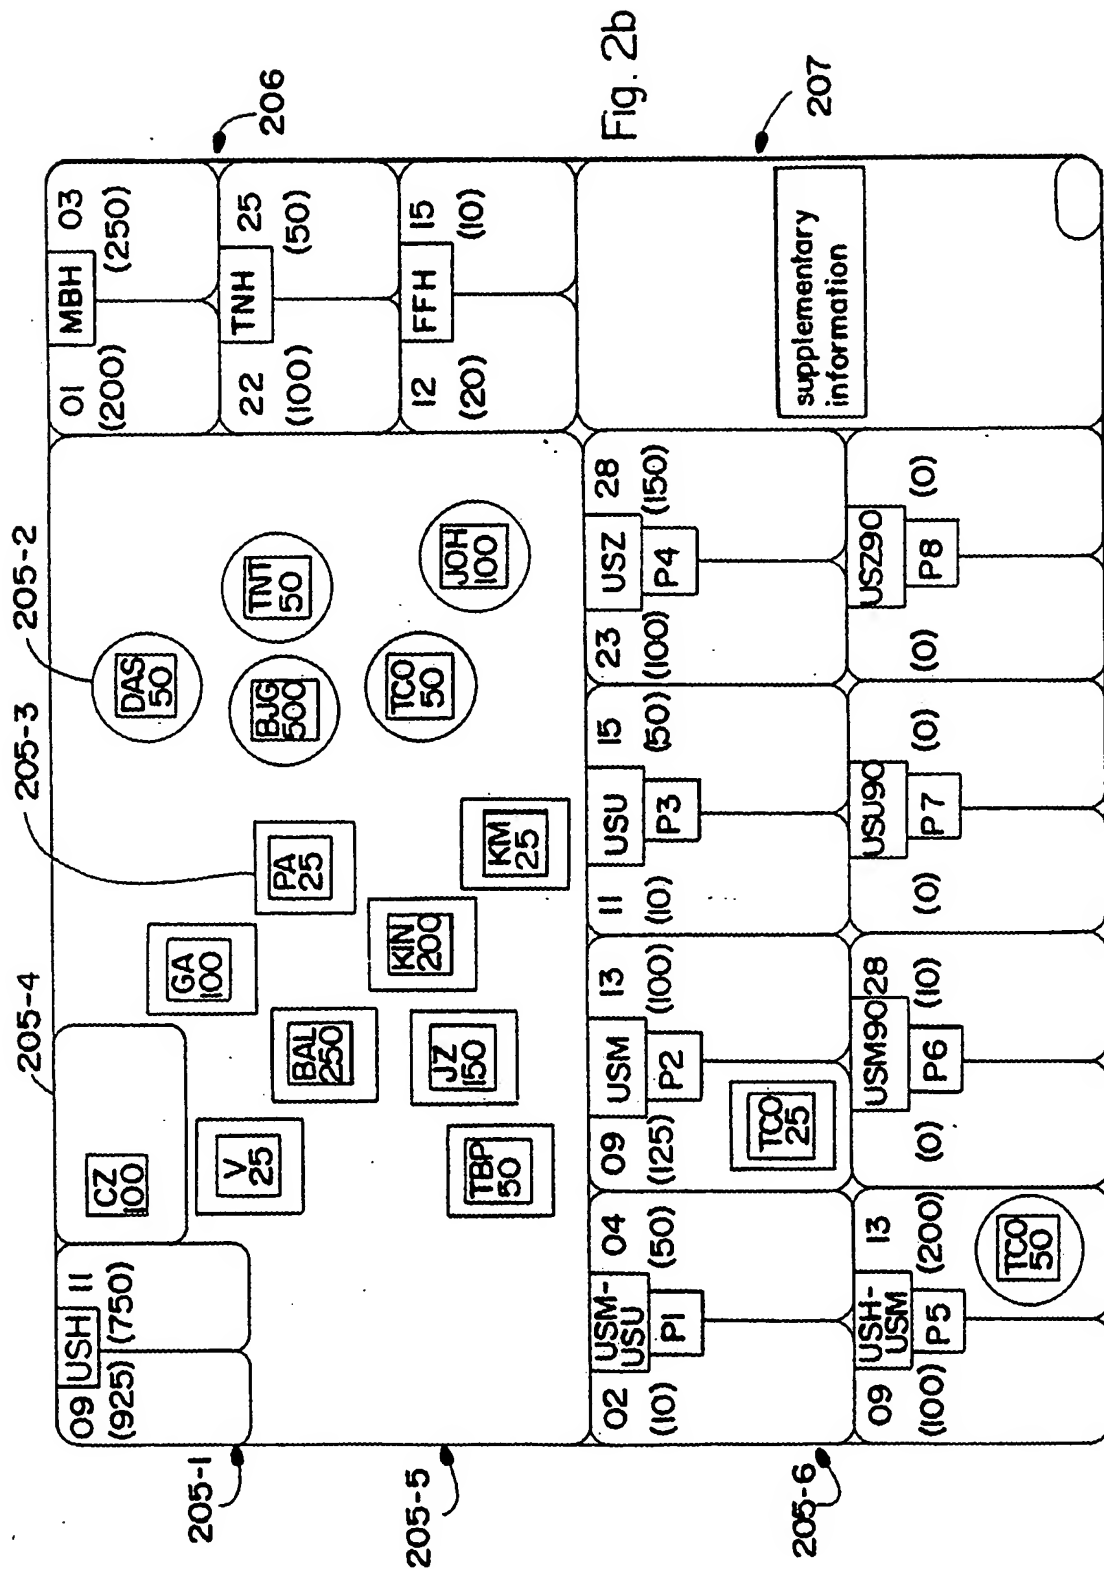 205-4
205-3
205-2
206
09 USH 11
(925) (750)
CZ
100
GA
100
PA
25
DAS
50
01 MBH 03
(200) (250)
V
25
BAL
250
BJG
500
TNT
50
22 TNH 25
(100) (50)
205-1
TBP
50
JZ
150
KIN
200
KM
25
TCO
50
JOH
100
12 FFH 15
(20) (10)
205-5
Fig. 2b
02 USM-USU 04
(10) P1 (50)
09 USM 13
(125) P2 (100)
TCO
25
11 USU 15
(10) P3 (50)
23 USZ 28
(100) P4 (150)
207
supplementary
information
205-6
09 USH-USM 13
(100) P5 (200)
TCO
50
USM90 28
(0) P6 (10)
USU90
(0) P7 (0)
USZ90
(0) P8 (0)